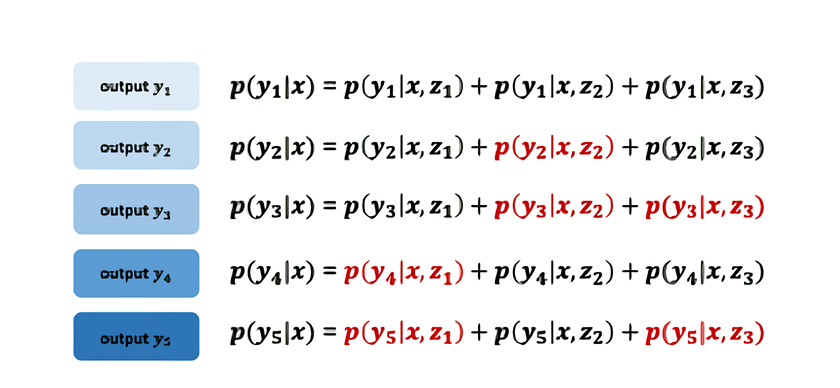 output y₁ p(y₁|x) = p(y₁|x, z₁) + p(y₁|x, z₂) + p(y₁|x, z₃)
output y₂ p(y₂|x) = p(y₂|x, z₁) + p(y₂|x, z₂) + p(y₂|x, z₃)
output y₃ p(y₃|x) = p(y₃|x, z₁) + p(y₃|x, z₂) + p(y₃|x, z₃)
output y₄ p(y₄|x) = p(y₄|x, z₁) + p(y₄|x, z₂) + p(y₄|x, z₃)
output y₅ p(y₅|x) = p(y₅|x, z₁) + p(y₅|x, z₂) + p(y₅|x, z₃)